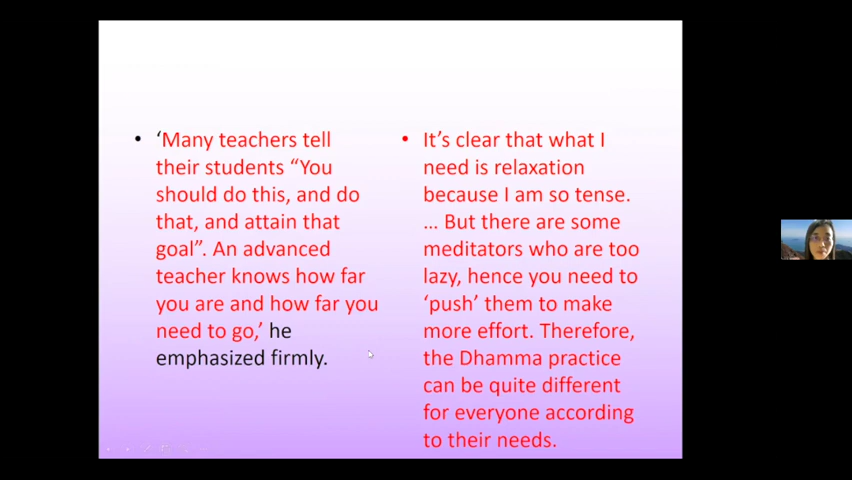 • ‘Many teachers tell
their students “You
should do this, and do
that, and attain that
goal”. An advanced
teacher knows how far
you are and how far you
need to go,’ he
emphasized firmly.
• It’s clear that what I
need is relaxation
because I am so tense.
… But there are some
meditators who are too
lazy, hence you need to
‘push’ them to make
more effort. Therefore,
the Dhamma practice
can be quite different
for everyone according
to their needs.